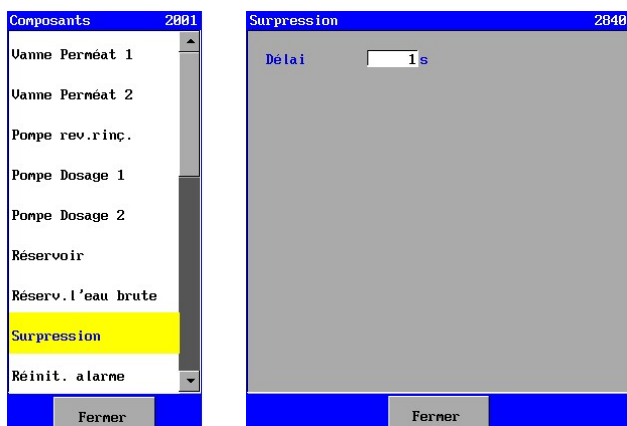 Composants 2001
Vanne Perméat 1
Vanne Perméat 2
Pompe rev.rinç.
Pompe Dosage 1
Pompe Dosage 2
Réservoir
Réserv.l'eau brute
Surpression
Réinit. alarme
Fermer
Surpression 2840
Délai 1 s
Fermer